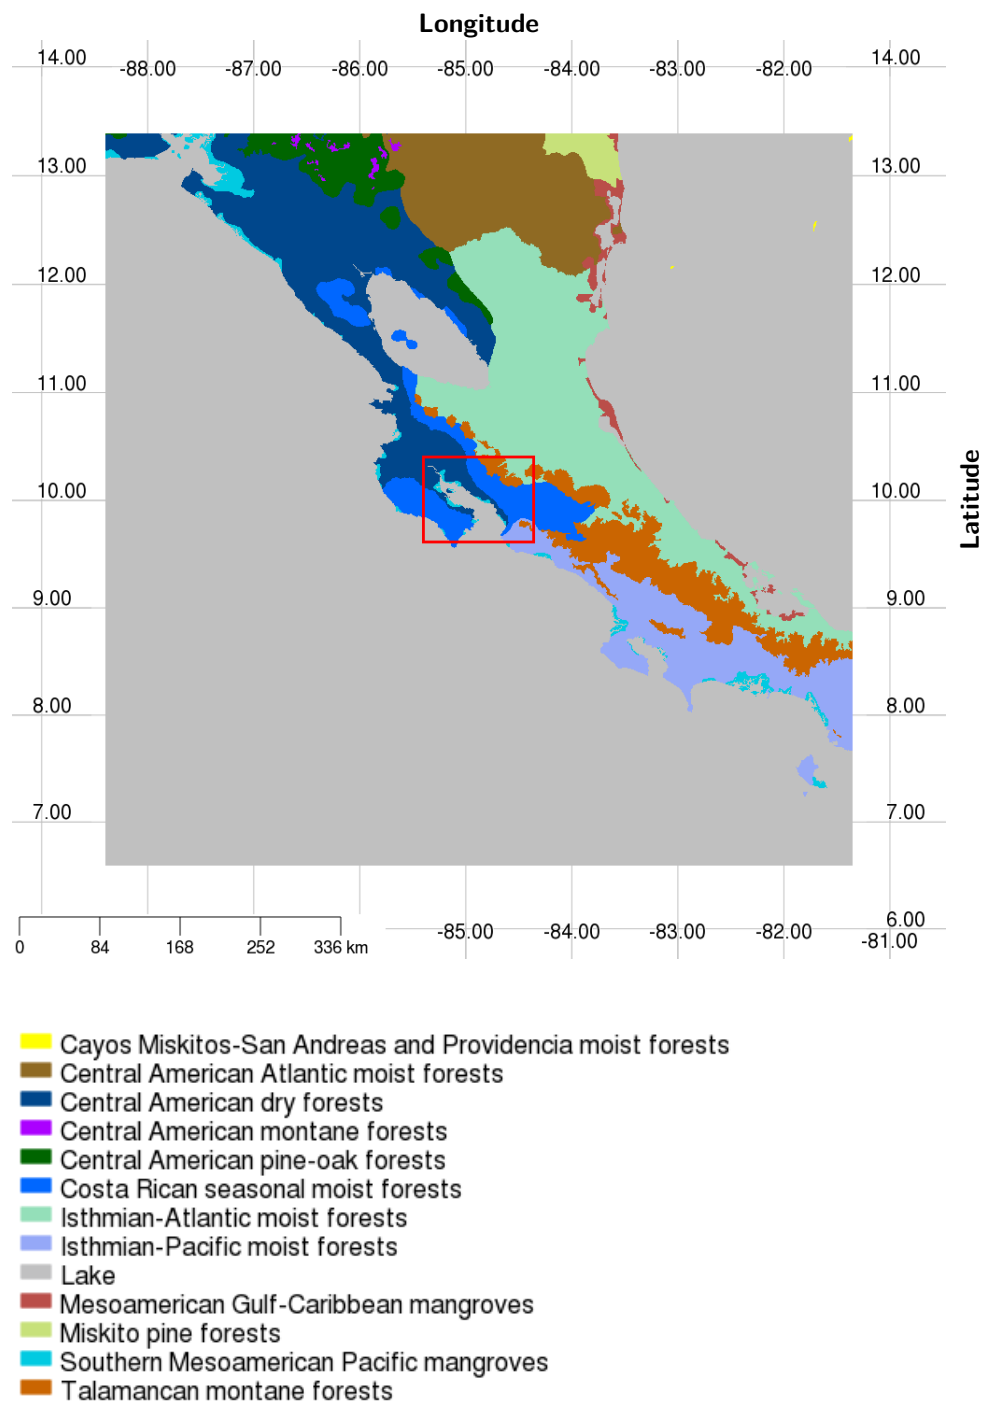 Longitude
14.00 14.00
-88.00 -87.00 -86.00 -85.00 -84.00 -83.00 -82.00
13.00 13.00
12.00 12.00
11.00 11.00
Latitude
10.00 10.00
9.00 9.00
8.00 8.00
7.00 7.00
6.00
-85.00 -84.00 -83.00 -82.00 -81.00
0 84 168 252 336 km
Cayos Miskitos-San Andreas and Providencia moist forests
Central American Atlantic moist forests
Central American dry forests
Central American montane forests
Central American pine-oak forests
Costa Rican seasonal moist forests
Isthmian-Atlantic moist forests
Isthmian-Pacific moist forests
Lake
Mesoamerican Gulf-Caribbean mangroves
Miskito pine forests
Southern Mesoamerican Pacific mangroves
Talamancan montane forests